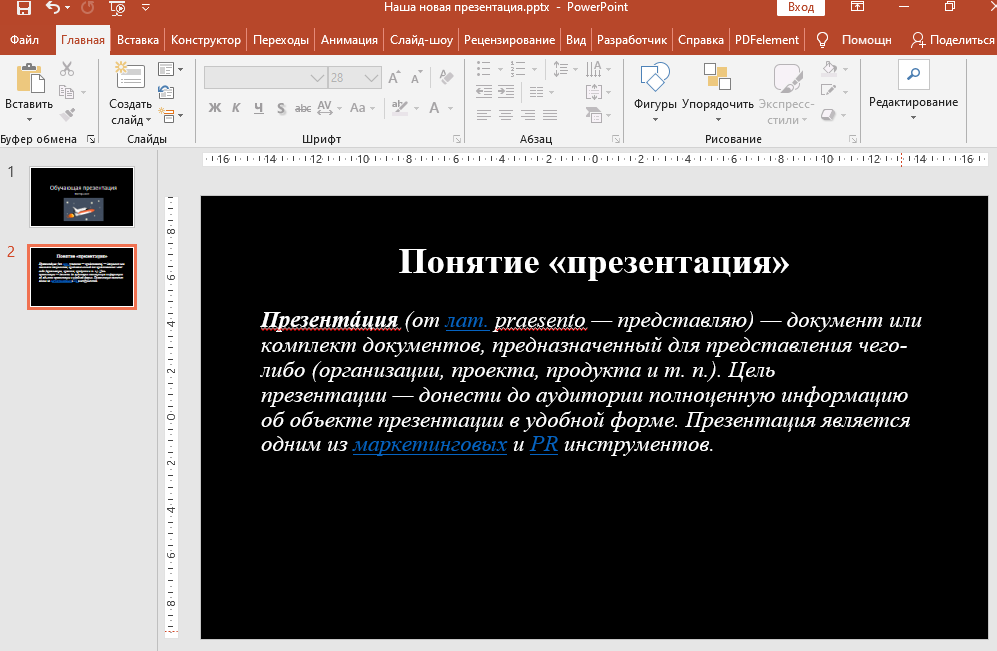 Наша новая презентация.pptx - PowerPoint
Вход
Файл Главная Вставка Конструктор Переходы Анимация Слайд-шоу Рецензирование Вид Разработчик Справка PDFelement Помощн Поделиться
28
Вставить
Создать слайд
Ж К Ч S abc AV Aa A
Фигуры Упорядочить Экспресс-стили
Редактирование
Буфер обмена Слайды Шрифт Абзац Рисование
16 14 12 10 8 6 4 2 0 2 4 6 8 10 12 14 16
1
Обучающая презентация
2
Понятие «презентация»
8 6 4 2 0 2 4 6 8
Понятие «презентация»
Презента́ция (от лат. praesento — представляю) — документ или
комплект документов, предназначенный для представления чего-
либо (организации, проекта, продукта и т. п.). Цель
презентации — донести до аудитории полноценную информацию
об объекте презентации в удобной форме. Презентация является
одним из маркетинговых и PR инструментов.